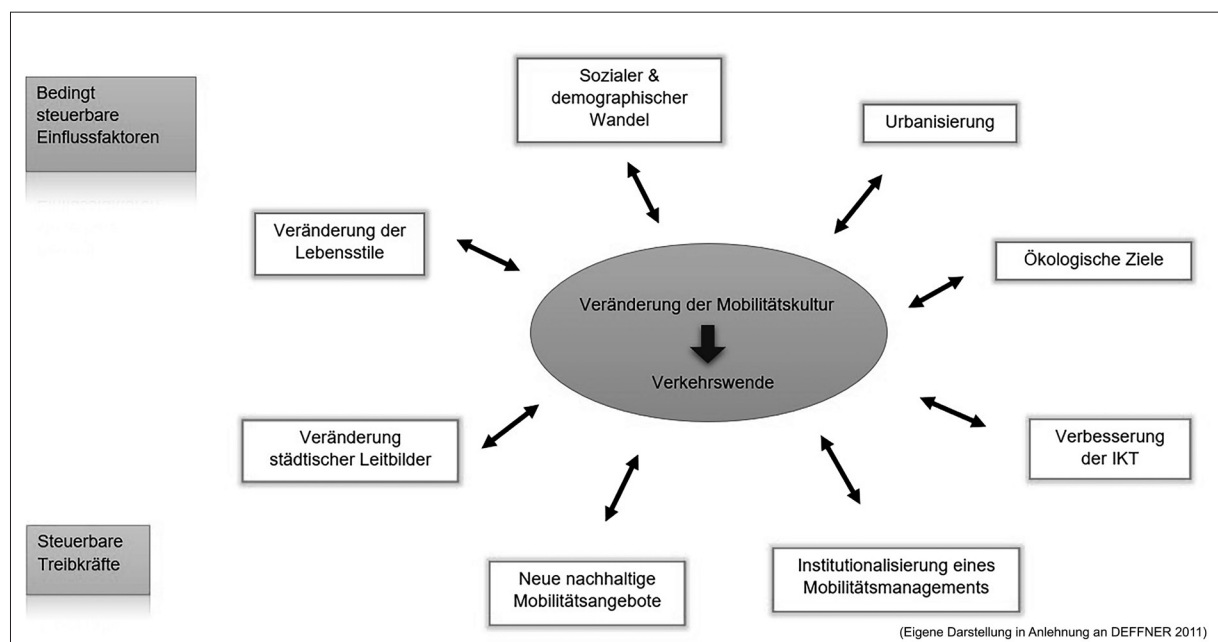 Bedingt
steuerbare
Einflussfaktoren
Sozialer &
demographischer
Wandel
Urbanisierung
Veränderung der
Lebensstile
Ökologische Ziele
Veränderung der Mobilitätskultur
Verkehrswende
Veränderung
städtischer Leitbilder
Verbesserung
der IKT
Steuerbare
Treibkräfte
Neue nachhaltige
Mobilitätsangebote
Institutionalisierung eines
Mobilitätsmanagements
(Eigene Darstellung in Anlehnung an DEFFNER 2011)